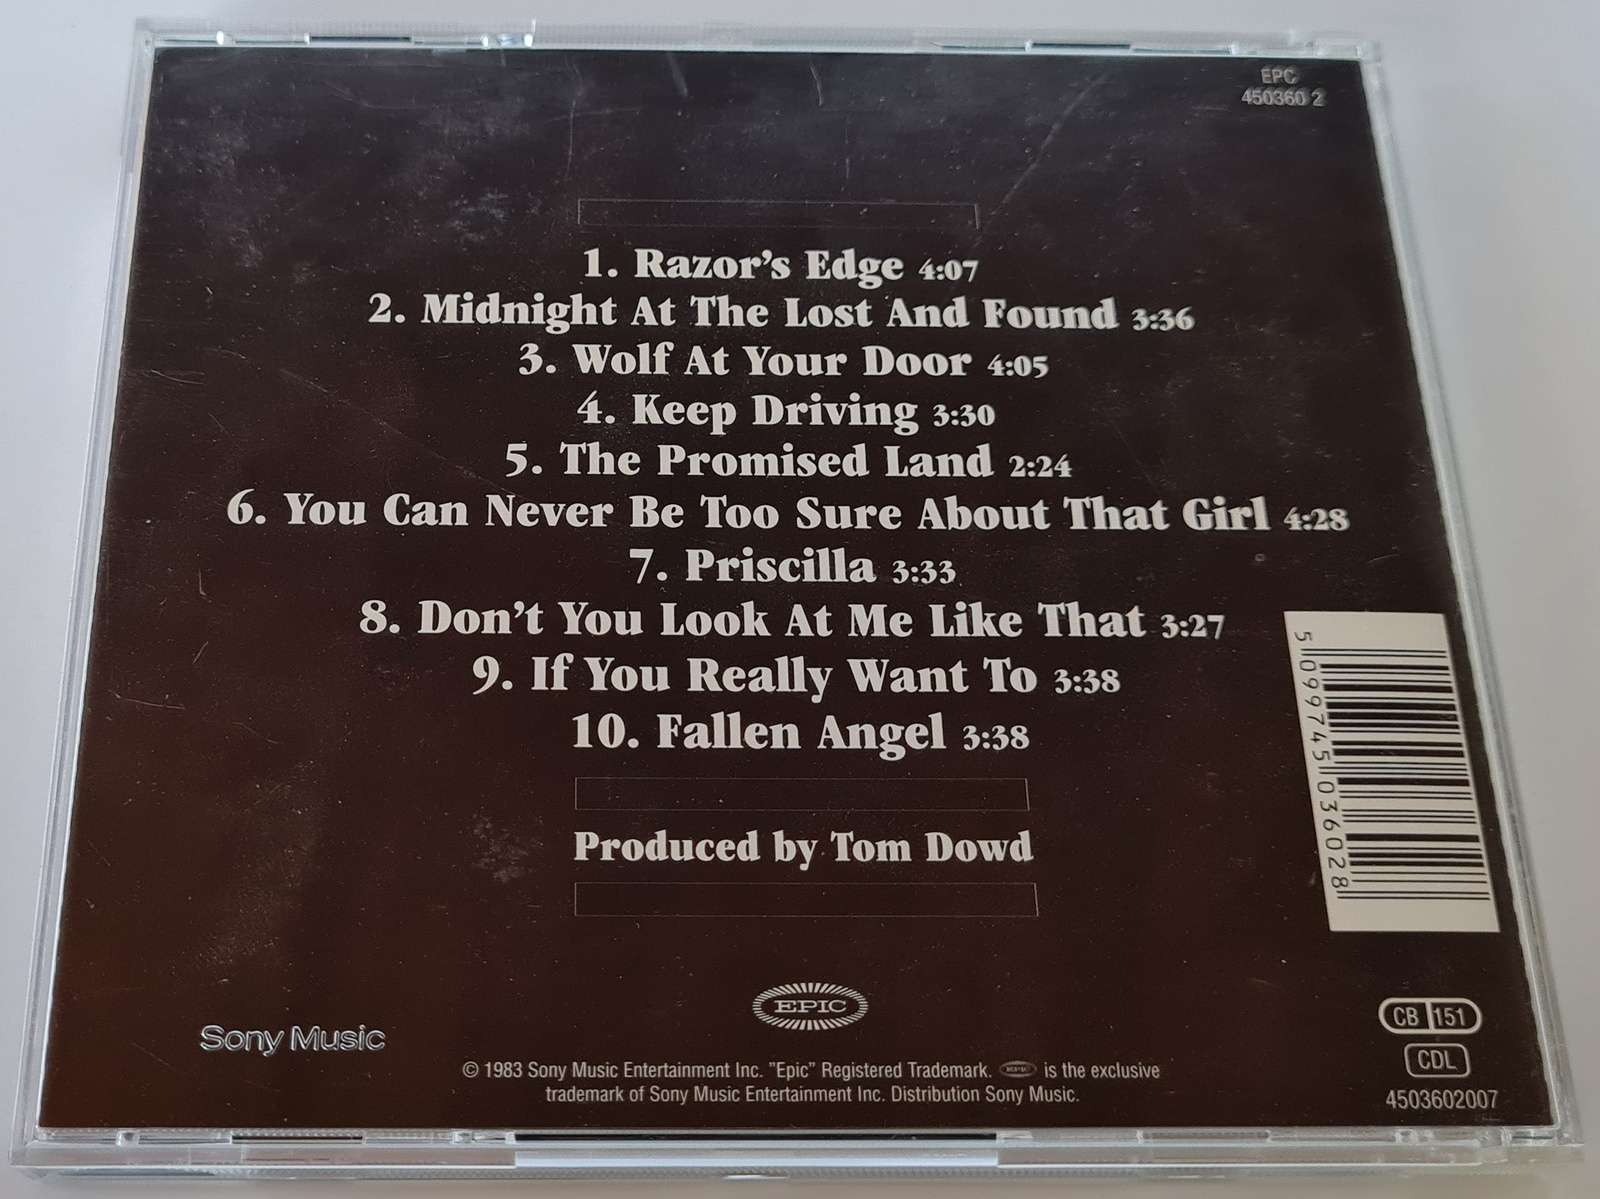 EPC
450360 2
1. Razor's Edge 4:07
2. Midnight At The Lost And Found 3:36
3. Wolf At Your Door 4:05
4. Keep Driving 3:30
5. The Promised Land 2:24
6. You Can Never Be Too Sure About That Girl 4:28
7. Priscilla 3:33
8. Don't You Look At Me Like That 3:27
9. If You Really Want To 3:38
10. Fallen Angel 3:38
Produced by Tom Dowd
5 099745 036028
EPIC
Sony Music
© 1983 Sony Music Entertainment Inc. "Epic" Registered Trademark. EPIC is the exclusive
trademark of Sony Music Entertainment Inc. Distribution Sony Music.
CB 151
CDL
4503602007